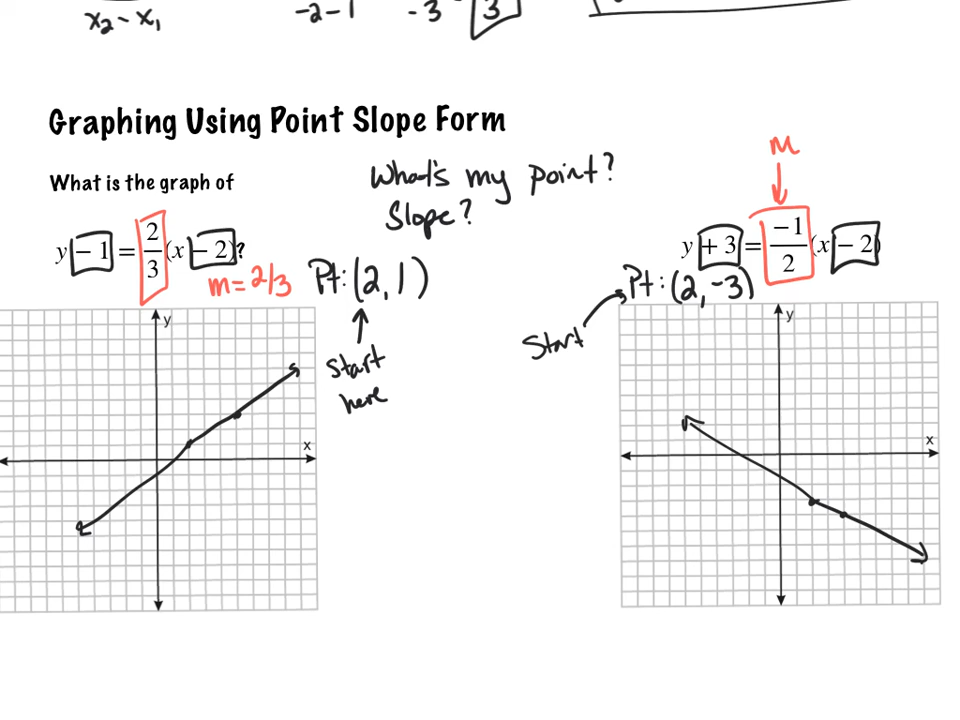 x₂ - x₁
-2-1 -3 3
Graphing Using Point Slope Form
What is the graph of
What's my point?
Slope?
y - 1 = 2/3 (x - 2)?
m = 2/3
Pt: (2, 1)
Start
here
m
y + 3 = -1/2 (x - 2)
Pt: (2, -3)
Start
y
x
y
x